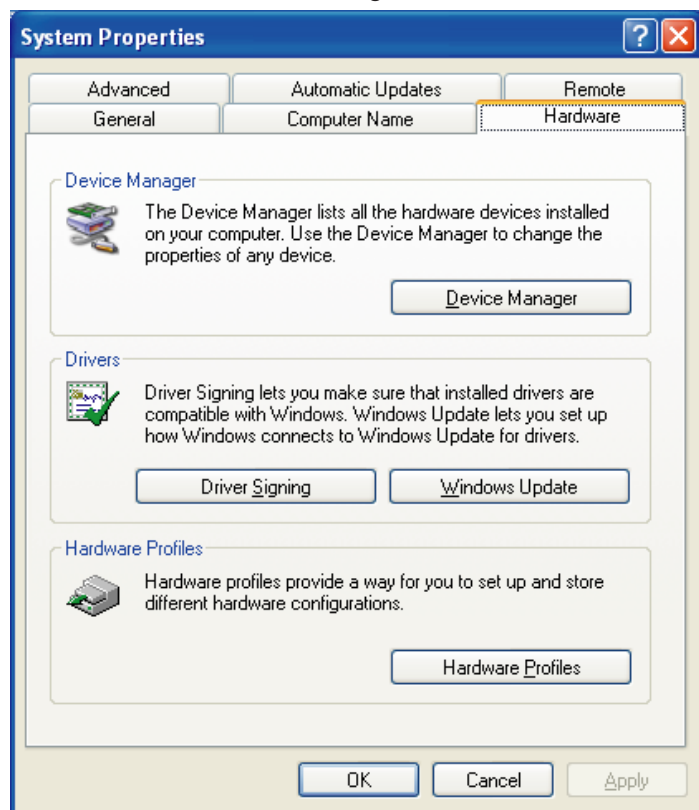 System Properties
Advanced
Automatic Updates
Remote
General
Computer Name
Hardware
Device Manager
The Device Manager lists all the hardware devices installed
on your computer. Use the Device Manager to change the
properties of any device.
Device Manager
Drivers
Driver Signing lets you make sure that installed drivers are
compatible with Windows. Windows Update lets you set up
how Windows connects to Windows Update for drivers.
Driver Signing
Windows Update
Hardware Profiles
Hardware profiles provide a way for you to set up and store
different hardware configurations.
Hardware Profiles
OK
Cancel
Apply